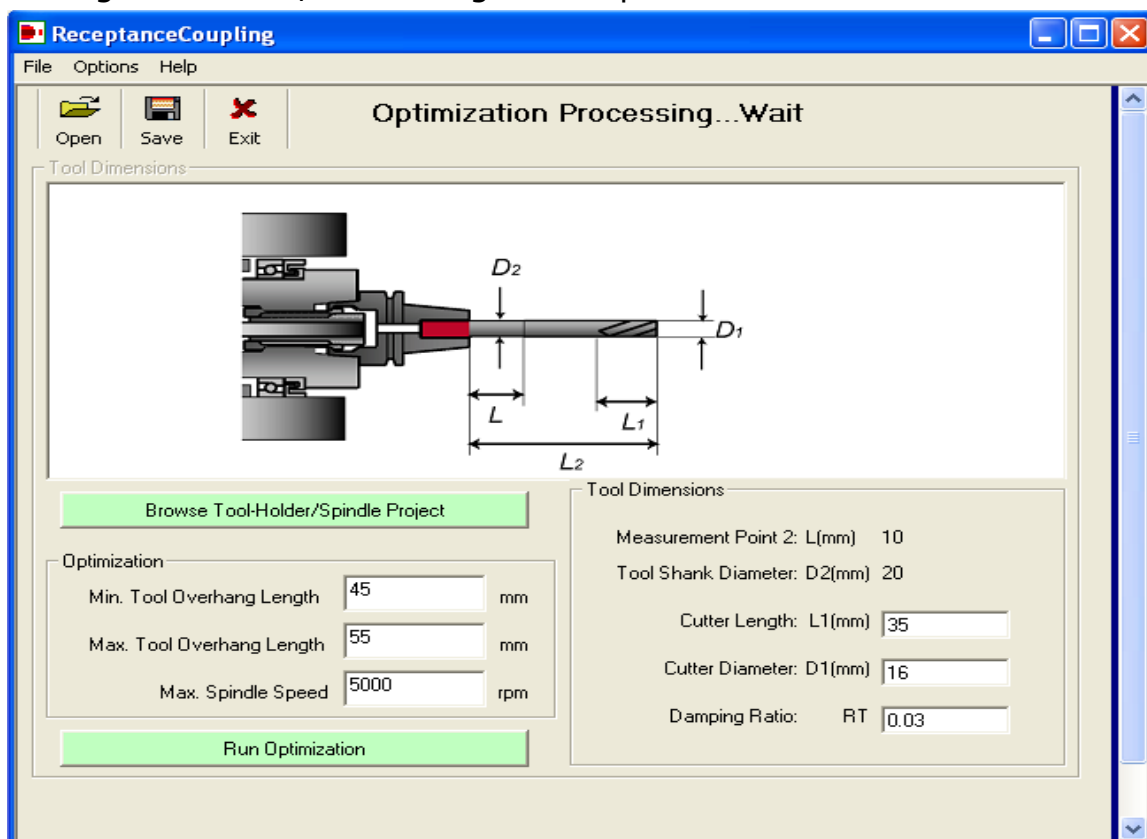 ReceptanceCoupling
File Options Help
Open Save Exit
Optimization Processing...Wait
Tool Dimensions
D2
D1
L
L1
L2
Browse Tool-Holder/Spindle Project
Optimization
Min. Tool Overhang Length 45 mm
Max. Tool Overhang Length 55 mm
Max. Spindle Speed 5000 rpm
Run Optimization
Tool Dimensions
Measurement Point 2: L(mm) 10
Tool Shank Diameter: D2(mm) 20
Cutter Length: L1(mm) 35
Cutter Diameter: D1(mm) 16
Damping Ratio: RT 0.03